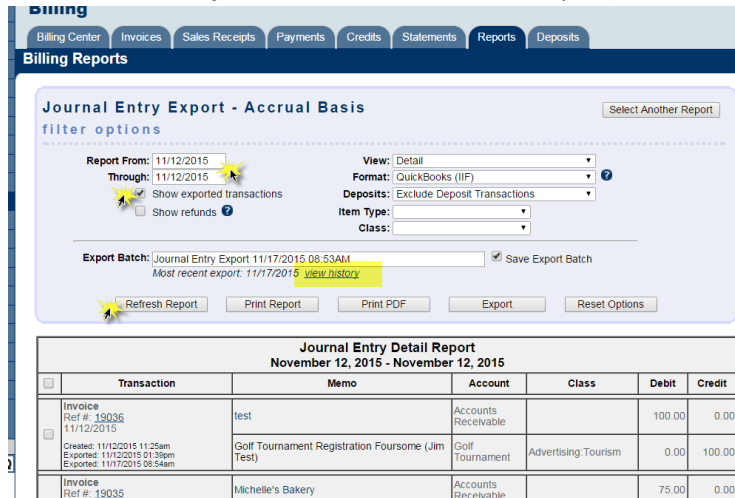 Billing
Billing Center Invoices Sales Receipts Payments Credits Statements Reports Deposits
Billing Reports
Journal Entry Export - Accrual Basis
Select Another Report
filter options
Report From: 11/12/2015 View: Detail
Through: 11/12/2015 Format: QuickBooks (IIF) ?
Show exported transactions Deposits: Exclude Deposit Transactions
Show refunds ? Item Type:
Class:
Export Batch: Journal Entry Export 11/17/2015 08:53AM Save Export Batch
Most recent export: 11/17/2015 view history
Refresh Report Print Report Print PDF Export Reset Options
Journal Entry Detail Report
November 12, 2015 - November 12, 2015
Transaction Memo Account Class Debit Credit
Invoice
Ref #: 19036
11/12/2015
Created: 11/12/2015 11:25am
Exported: 11/12/2015 01:39pm
Exported: 11/17/2015 08:54am
test
Accounts
Receivable
100.00 0.00
Golf Tournament Registration Foursome (Jim
Test)
Golf
Tournament
Advertising:Tourism 0.00 100.00
Invoice
Ref #: 19035
Michelle's Bakery
Accounts
Receivable
75.00 0.00